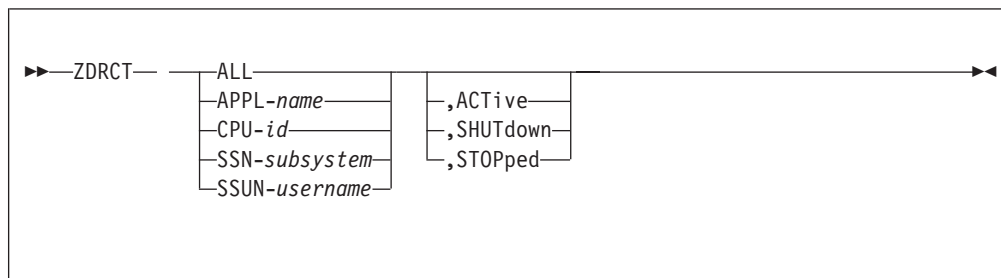 ZDRCT ALL
APPL-name ,ACTive
CPU-id ,SHUTdown
SSN-subsystem ,STOPped
SSUN-username